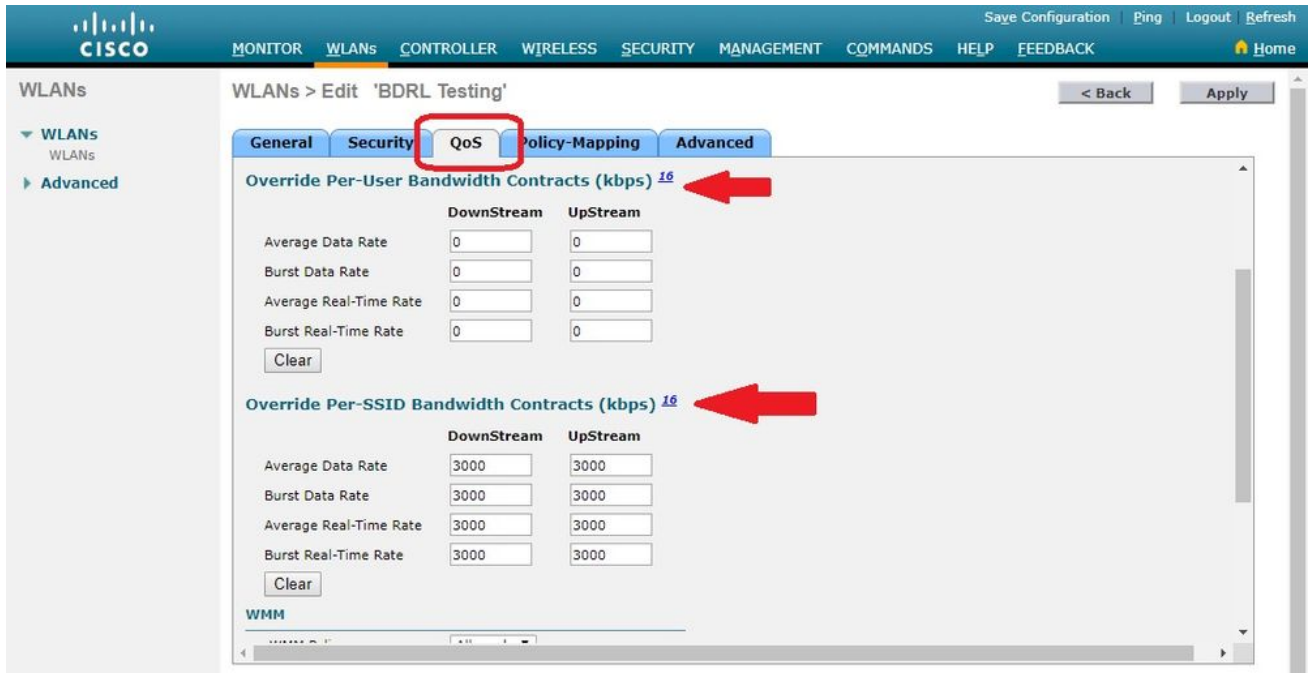 Save Configuration Ping Logout Refresh
CISCO
MONITOR WLANs CONTROLLER WIRELESS SECURITY MANAGEMENT COMMANDS HELP FEEDBACK Home
WLANs
WLANs
WLANs
Advanced
WLANs > Edit 'BDRL Testing'
< Back Apply
General Security QoS Policy-Mapping Advanced
Override Per-User Bandwidth Contracts (kbps) 16
DownStream UpStream
Average Data Rate 0 0
Burst Data Rate 0 0
Average Real-Time Rate 0 0
Burst Real-Time Rate 0 0
Clear
Override Per-SSID Bandwidth Contracts (kbps) 16
DownStream UpStream
Average Data Rate 3000 3000
Burst Data Rate 3000 3000
Average Real-Time Rate 3000 3000
Burst Real-Time Rate 3000 3000
Clear
WMM